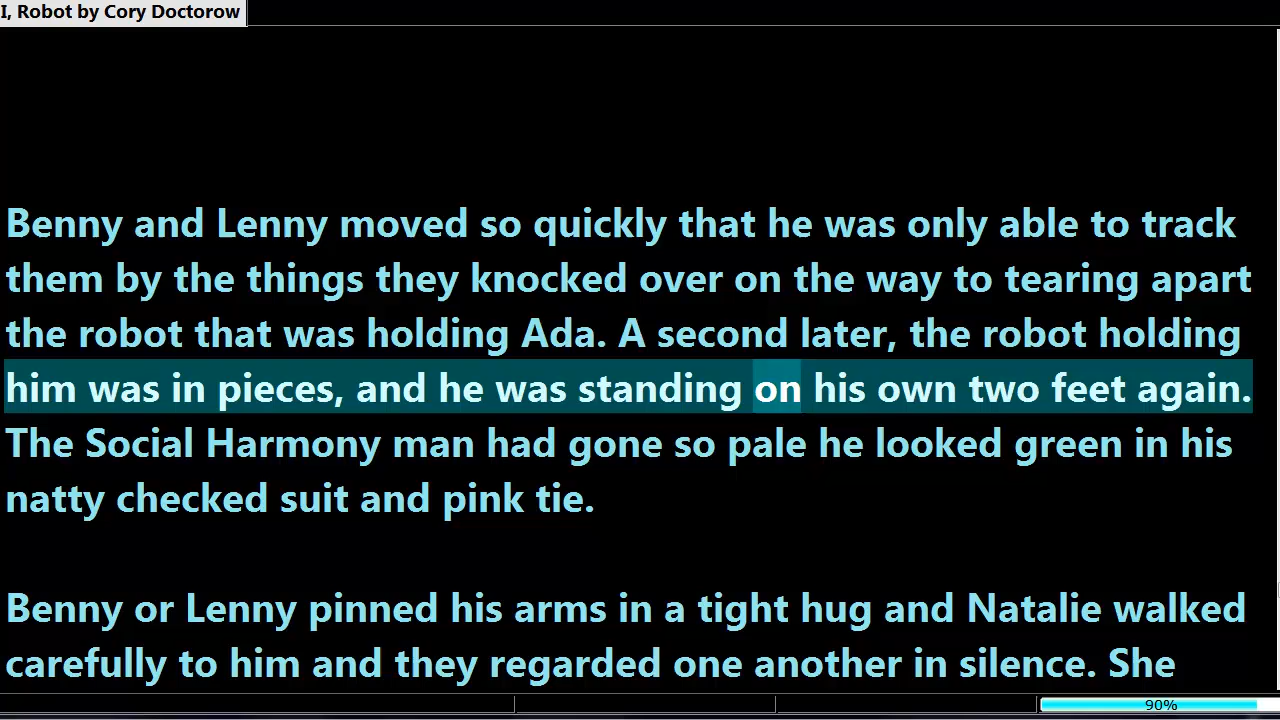 I, Robot by Cory Doctorow
Benny and Lenny moved so quickly that he was only able to track
them by the things they knocked over on the way to tearing apart
the robot that was holding Ada. A second later, the robot holding
him was in pieces, and he was standing on his own two feet again.
The Social Harmony man had gone so pale he looked green in his
natty checked suit and pink tie.
Benny or Lenny pinned his arms in a tight hug and Natalie walked
carefully to him and they regarded one another in silence. She
90%